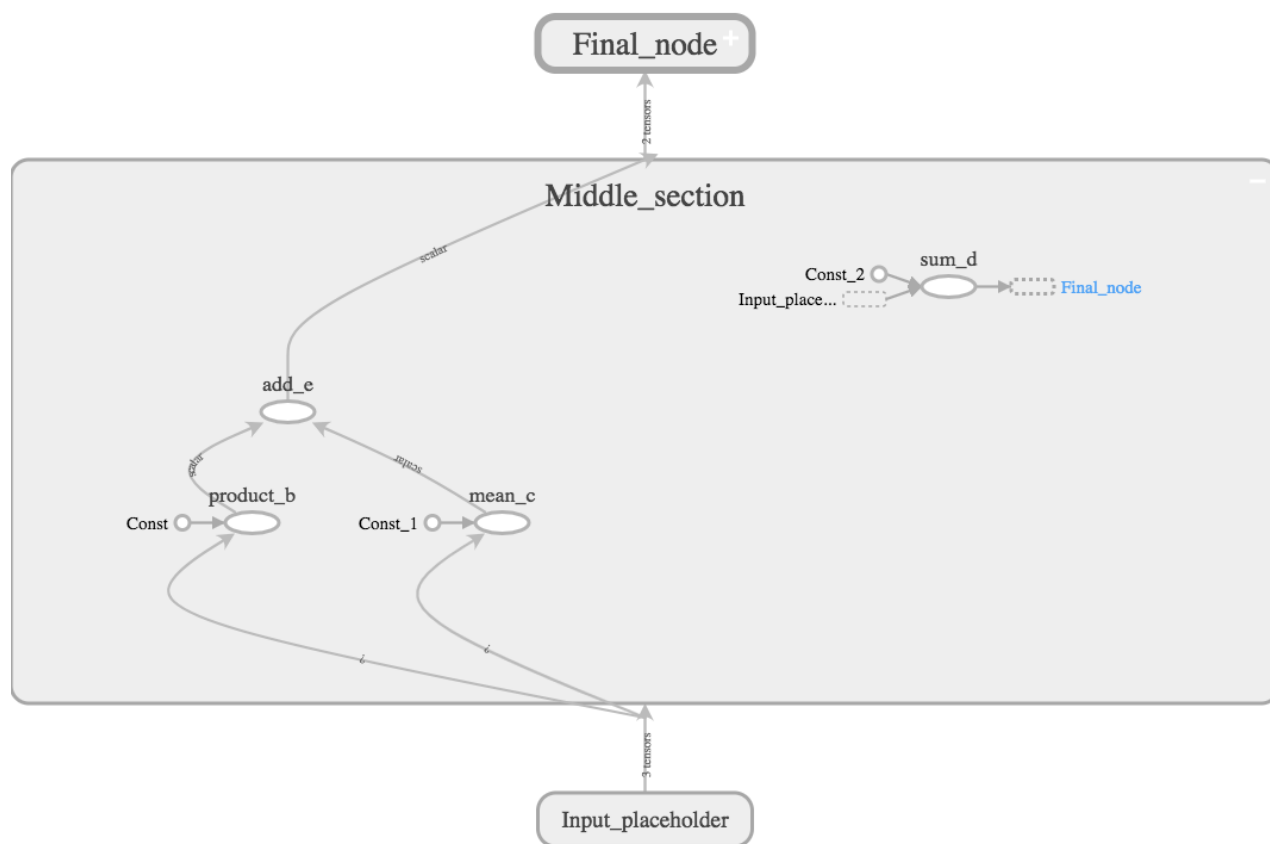 Final_node
2 tensors
Middle_section
scalar
sum_d
Const_2
Input_place...
Final_node
add_e
scalar
scalar
product_b
mean_c
Const
Const_1
?
?
3 tensors
Input_placeholder